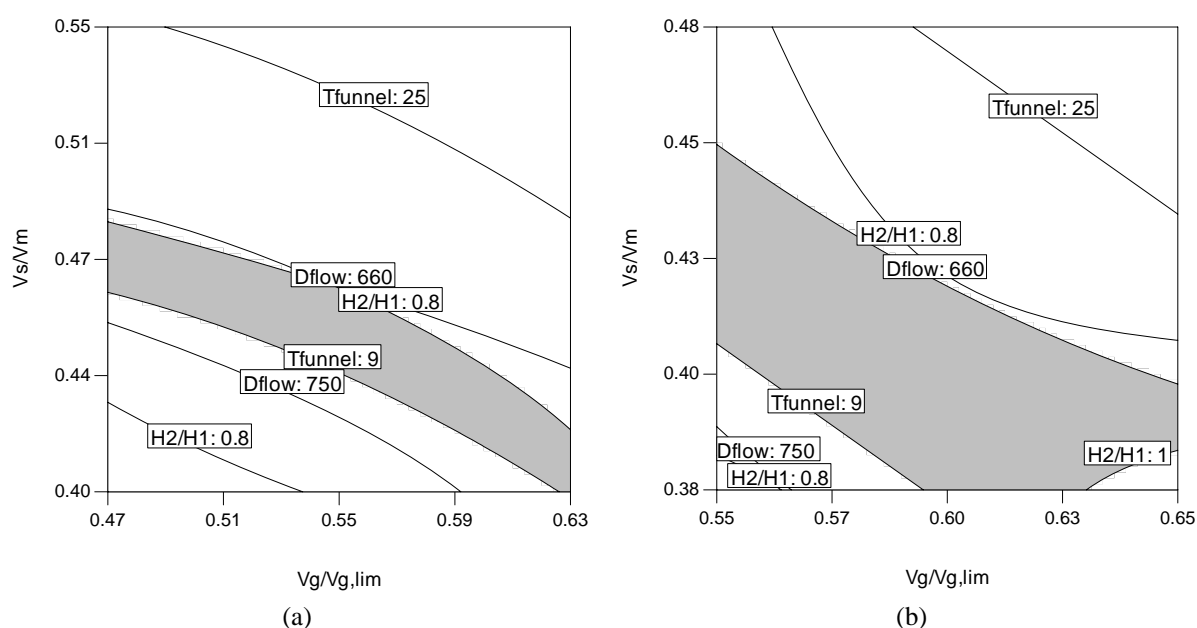 0.55
0.51
0.47
0.44
0.40
Vs/Vm
Tfunnel: 25
Dflow: 660
H2/H1: 0.8
Tfunnel: 9
Dflow: 750
H2/H1: 0.8
0.47 0.51 0.55 0.59 0.63
Vg/Vg,lim
(a)
0.48
0.45
0.43
0.40
0.38
Vs/Vm
Tfunnel: 25
H2/H1: 0.8
Dflow: 660
Tfunnel: 9
H2/H1: 1
Dflow: 750
H2/H1: 0.8
0.55 0.57 0.60 0.63 0.65
Vg/Vg,lim
(b)